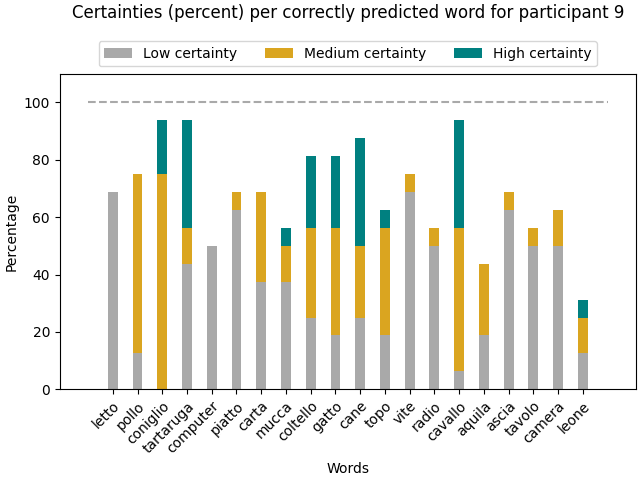 Certainties (percent) per correctly predicted word for participant 9
Low certainty Medium certainty High certainty
100
80
60
40
20
0
Percentage
letto pollo coniglio tartaruga computer piatto carta mucca coltello gatto cane topo vite radio cavallo aquila ascia tavolo camera leone
Words